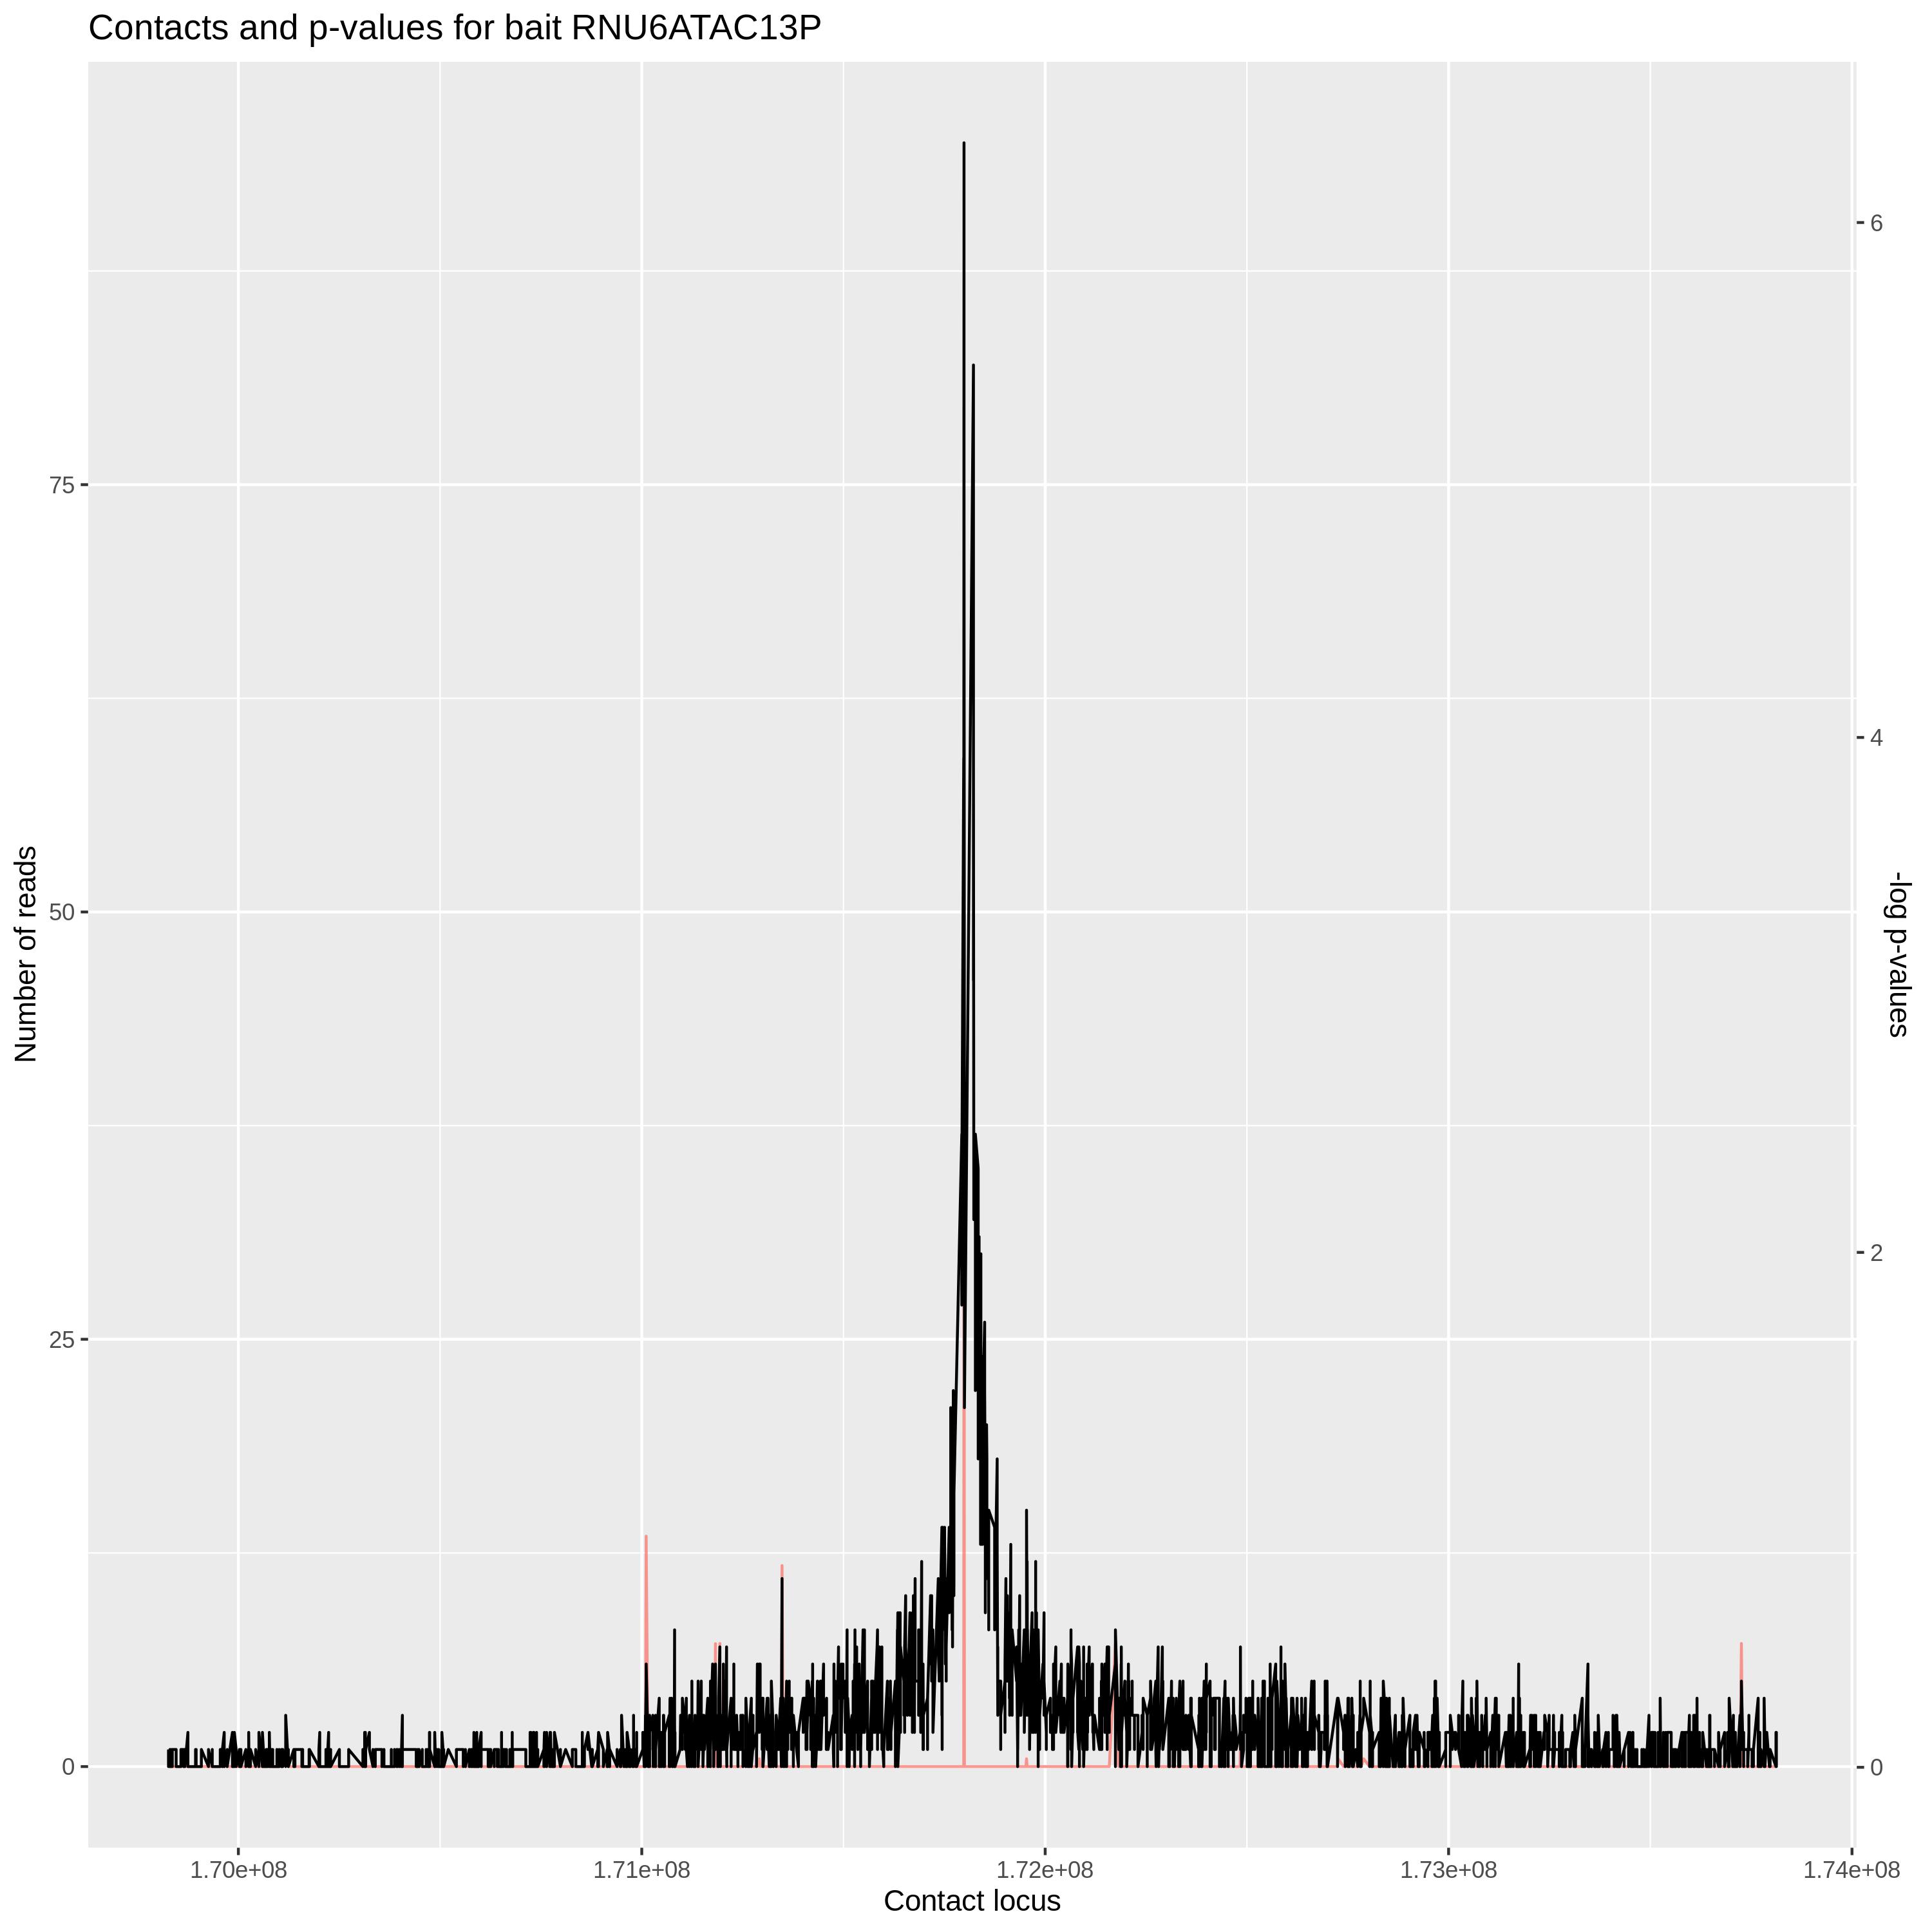 Contacts and p-values for bait RNU6ATAC13P
Number of reads
75
50
25
0
6
4
2
0
-log p-values
1.70e+08
1.71e+08
1.72e+08
1.73e+08
1.74e+08
Contact locus